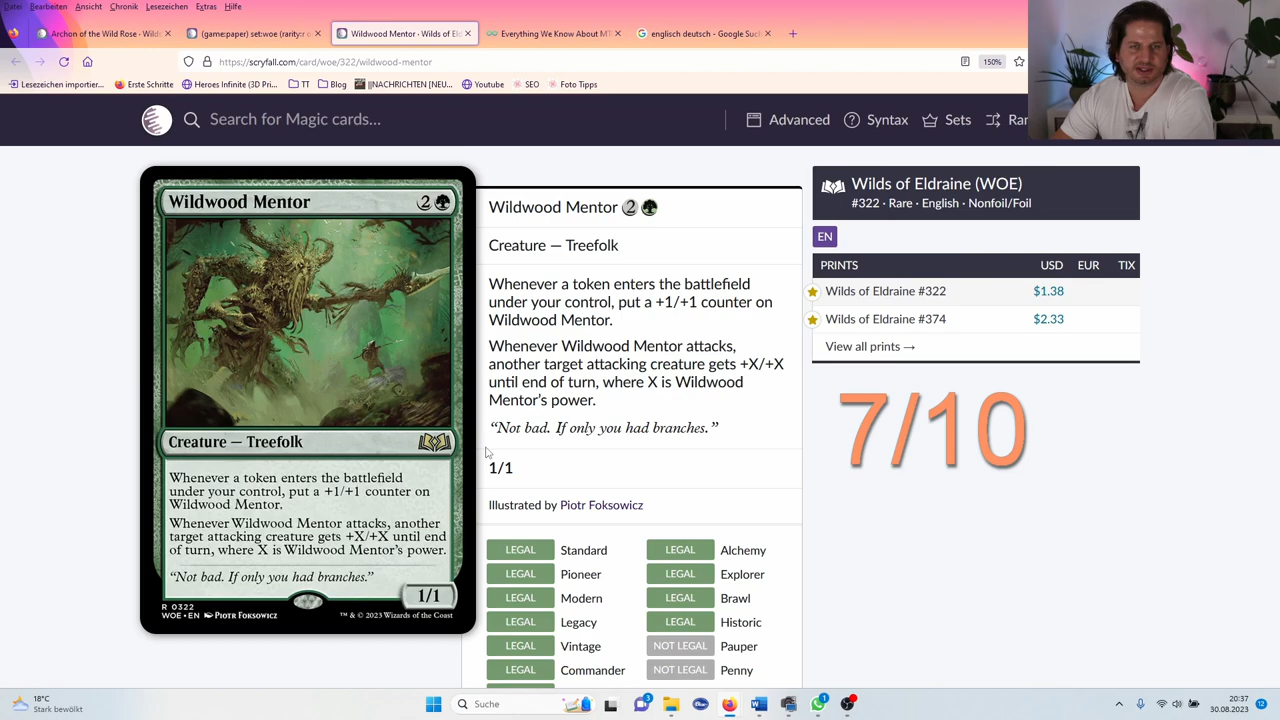 Datei Bearbeiten Ansicht Chronik Lesezeichen Extras Hilfe
Archon of the Wild Rose · Wilds
(game:paper) set:woe (rarity:r o
Wildwood Mentor · Wilds of El
Everything We Know About MT
englisch deutsch - Google Suc
https://scryfall.com/card/woe/322/wildwood-mentor
150%
Lesezeichen importier...
Erste Schritte
Heroes Infinite (3D Pri...
TT
Blog
||NACHRICHTEN [NEU...
Youtube
SEO
Foto Tipps
Search for Magic cards...
Advanced
Syntax
Sets
Ran
Wildwood Mentor 2
Creature — Treefolk
Whenever a token enters the battlefield
under your control, put a +1/+1 counter on
Wildwood Mentor.
Whenever Wildwood Mentor attacks, another
target attacking creature gets +X/+X until end
of turn, where X is Wildwood Mentor's power.
“Not bad. If only you had branches.”
1/1
R 0322
WOE • EN Piotr Foksowicz
™ & © 2023 Wizards of the Coast
Wildwood Mentor 2
Creature — Treefolk
Whenever a token enters the battlefield
under your control, put a +1/+1 counter on
Wildwood Mentor.
Whenever Wildwood Mentor attacks,
another target attacking creature gets +X/+X
until end of turn, where X is Wildwood
Mentor’s power.
“Not bad. If only you had branches.”
1/1
Illustrated by Piotr Foksowicz
LEGAL Standard LEGAL Alchemy
LEGAL Pioneer LEGAL Explorer
LEGAL Modern LEGAL Brawl
LEGAL Legacy LEGAL Historic
LEGAL Vintage NOT LEGAL Pauper
LEGAL Commander NOT LEGAL Penny
Wilds of Eldraine (WOE)
#322 · Rare · English · Nonfoil/Foil
EN
PRINTS USD EUR TIX
Wilds of Eldraine #322 $1.38
Wilds of Eldraine #374 $2.33
View all prints →
7/10
18°C
Stark bewölkt
Suche
3
1
20:37
30.08.2023
12